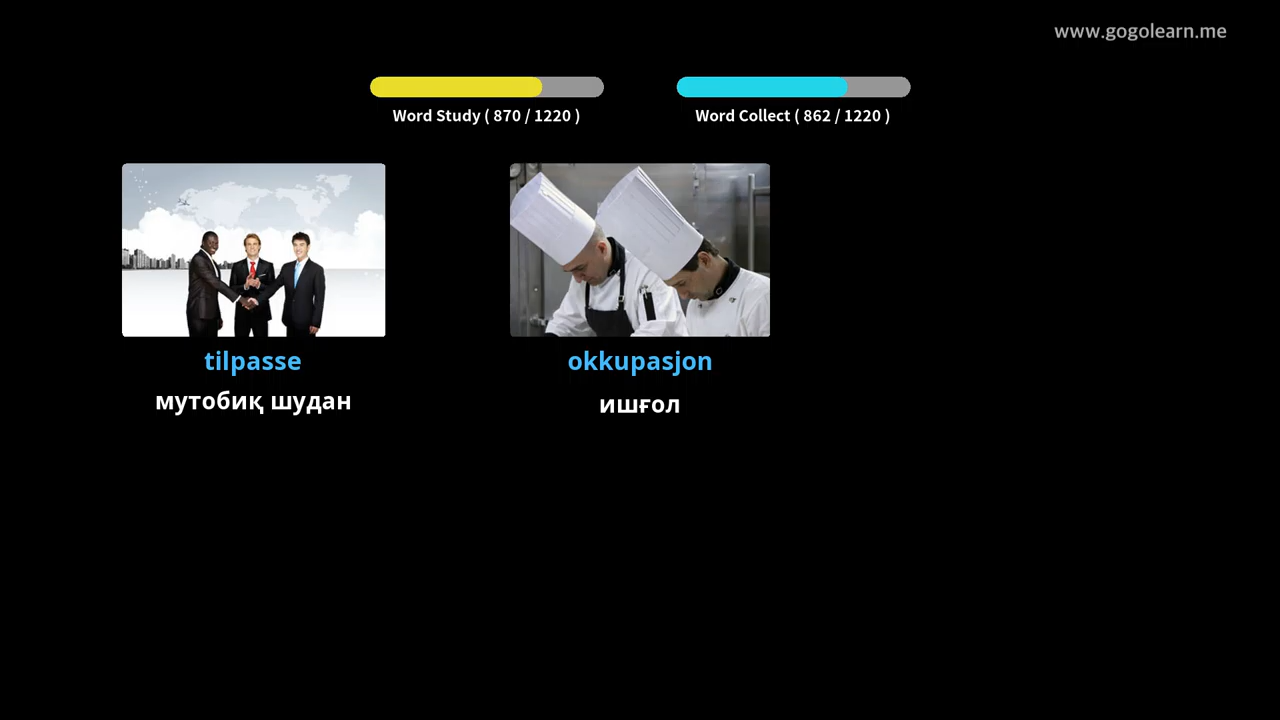 www.gogolearn.me
Word Study ( 870 / 1220 )
Word Collect ( 862 / 1220 )
tilpasse
мутобиқ шудан
okkupasjon
ишғол